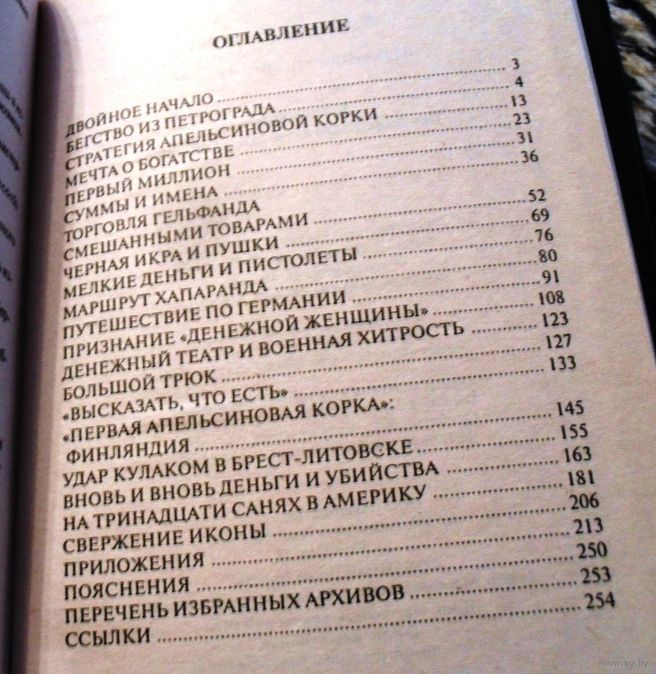 ОГЛАВЛЕНИЕ
ДВОЙНОЕ НАЧАЛО ........ 3
БЕГСТВО ИЗ ПЕТРОГРАДА ........ 4
СТРАТЕГИЯ АПЕЛЬСИНОВОЙ КОРКИ ........ 13
МЕЧТА О БОГАТСТВЕ ........ 23
ПЕРВЫЙ МИЛЛИОН ........ 31
СУММЫ И ИМЕНА ........ 36
ТОРГОВЛЯ ГЕЛЬФАНДА
СМЕШАННЫМИ ТОВАРАМИ ........ 52
ЧЕРНАЯ ИКРА И ПУШКИ ........ 69
МЕЛКИЕ ДЕНЬГИ И ПИСТОЛЕТЫ ........ 76
МАРШРУТ ХАПАРАНДА ........ 80
ПУТЕШЕСТВИЕ ПО ГЕРМАНИИ ........ 91
ПРИЗНАНИЕ «ДЕНЕЖНОЙ ЖЕНЩИНЫ» ........ 108
ДЕНЕЖНЫЙ ТЕАТР И ВОЕННАЯ ХИТРОСТЬ ........ 123
БОЛЬШОЙ ТРЮК ........ 127
«ВЫСКАЗАТЬ, ЧТО ЕСТЬ» ........ 133
«ПЕРВАЯ АПЕЛЬСИНОВАЯ КОРКА»:
ФИНЛЯНДИЯ ........ 145
УДАР КУЛАКОМ В БРЕСТ-ЛИТОВСКЕ ........ 155
ВНОВЬ И ВНОВЬ ДЕНЬГИ И УБИЙСТВА ........ 163
НА ТРИНАДЦАТИ САНЯХ В АМЕРИКУ ........ 181
СВЕРЖЕНИЕ ИКОНЫ ........ 206
ПРИЛОЖЕНИЯ ........ 213
ПОЯСНЕНИЯ ........ 250
ПЕРЕЧЕНЬ ИЗБРАННЫХ АРХИВОВ ........ 253
ССЫЛКИ ........ 254